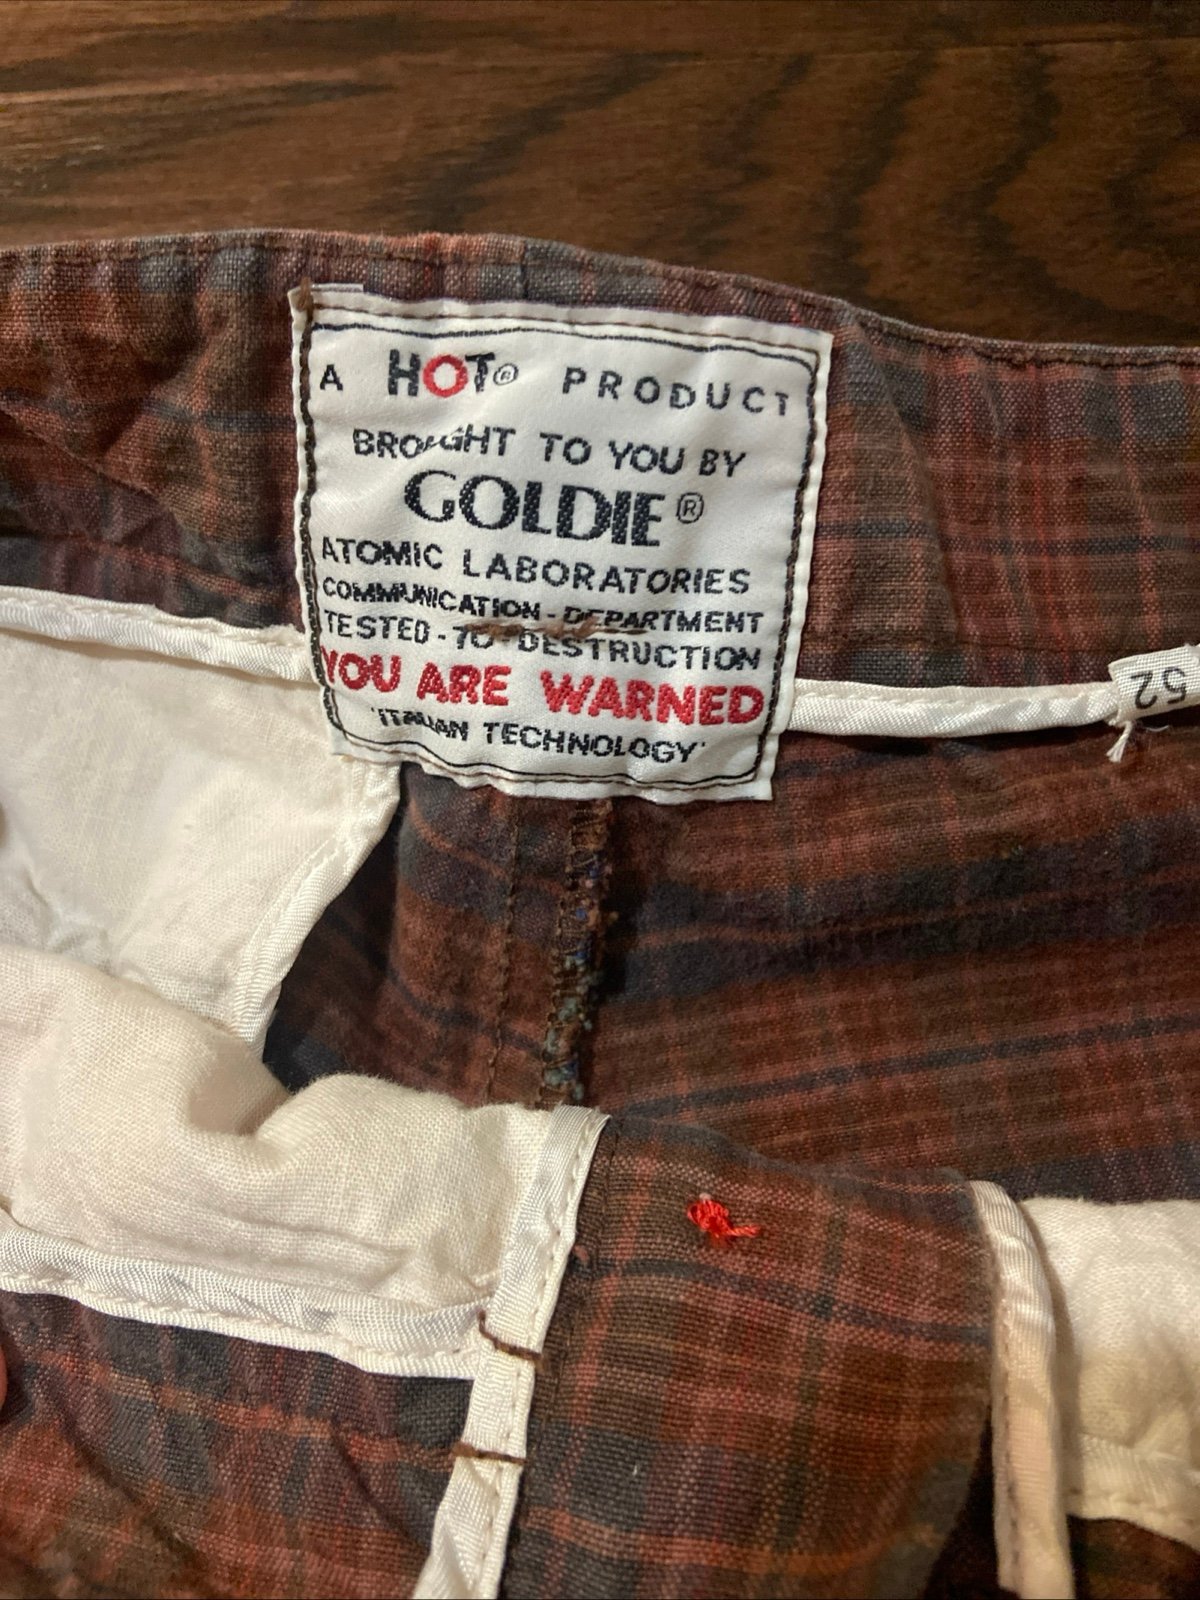 A HOT® PRODUCT
BROUGHT TO YOU BY
GOLDIE®
ATOMIC LABORATORIES
COMMUNICATION - DEPARTMENT
TESTED - TO - DESTRUCTION
YOU ARE WARNED
'ITALIAN TECHNOLOGY'
52